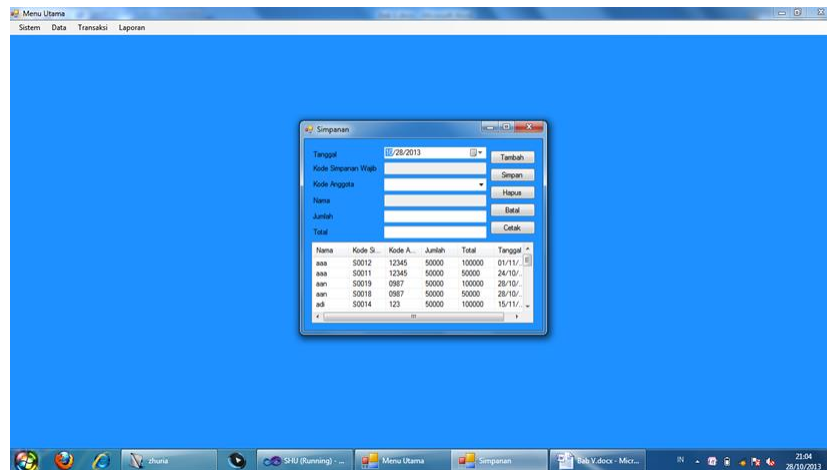 Menu Utama
Sistem Data Transaksi Laporan
Simpanan
Tanggal 10/28/2013 Tambah
Kode Simpanan Wajib Simpan
Kode Anggota Hapus
Nama Batal
Jumlah Cetak
Total
Nama Kode Si... Kode A... Jumlah Total Tanggal
aaa S0012 12345 50000 100000 01/11/...
aaa S0011 12345 50000 50000 24/10/...
aan S0019 0987 50000 100000 28/10/...
aan S0018 0987 50000 50000 28/10/...
adi S0014 123 50000 100000 15/11/...
zhuria SHU (Running) - ... Menu Utama Simpanan Bab V.docx - Micr... IN 21:04
28/10/2013